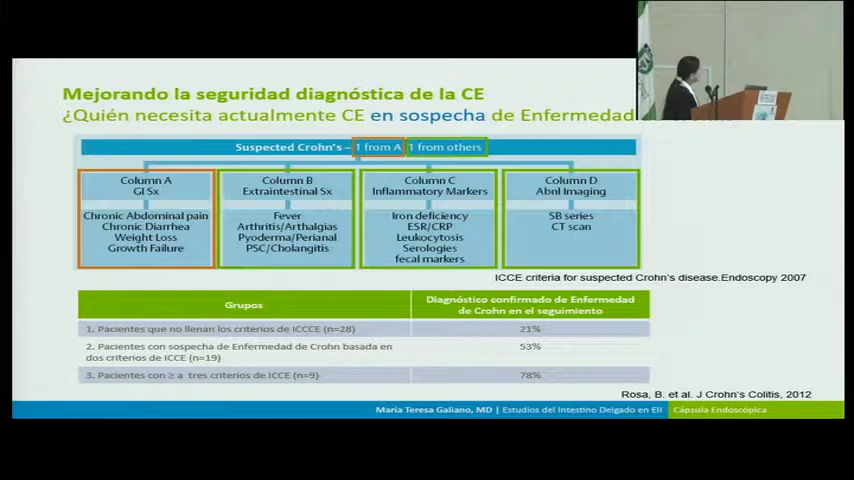 Mejorando la seguridad diagnóstica de la CE
¿Quién necesita actualmente CE en sospecha de Enfermedad
Suspected Crohn's – 1 from A 1 from others
Column A
GI Sx
Chronic Abdominal pain
Chronic Diarrhea
Weight Loss
Growth Failure
Column B
Extraintestinal Sx
Fever
Arthritis/Arthalgias
Pyoderma/Perianal
PSC/Cholangitis
Column C
Inflammatory Markers
Iron deficiency
ESR/CRP
Leukocytosis
Serologies
fecal markers
Column D
Abnl Imaging
SB series
CT scan
ICCE criteria for suspected Crohn's disease.Endoscopy 2007
Grupos
Diagnóstico confirmado de Enfermedad
de Crohn en el seguimiento
1. Pacientes que no llenan los criterios de ICCCE (n=28)
21%
2. Pacientes con sospecha de Enfermedad de Crohn basada en
dos criterios de ICCE (n=19)
53%
3. Pacientes con ≥ a tres criterios de ICCE (n=9)
78%
Rosa, B. et al. J Crohn's Colitis, 2012
Maria Teresa Galiano, MD | Estudios del Intestino Delgado en EII
Cápsula Endoscópica